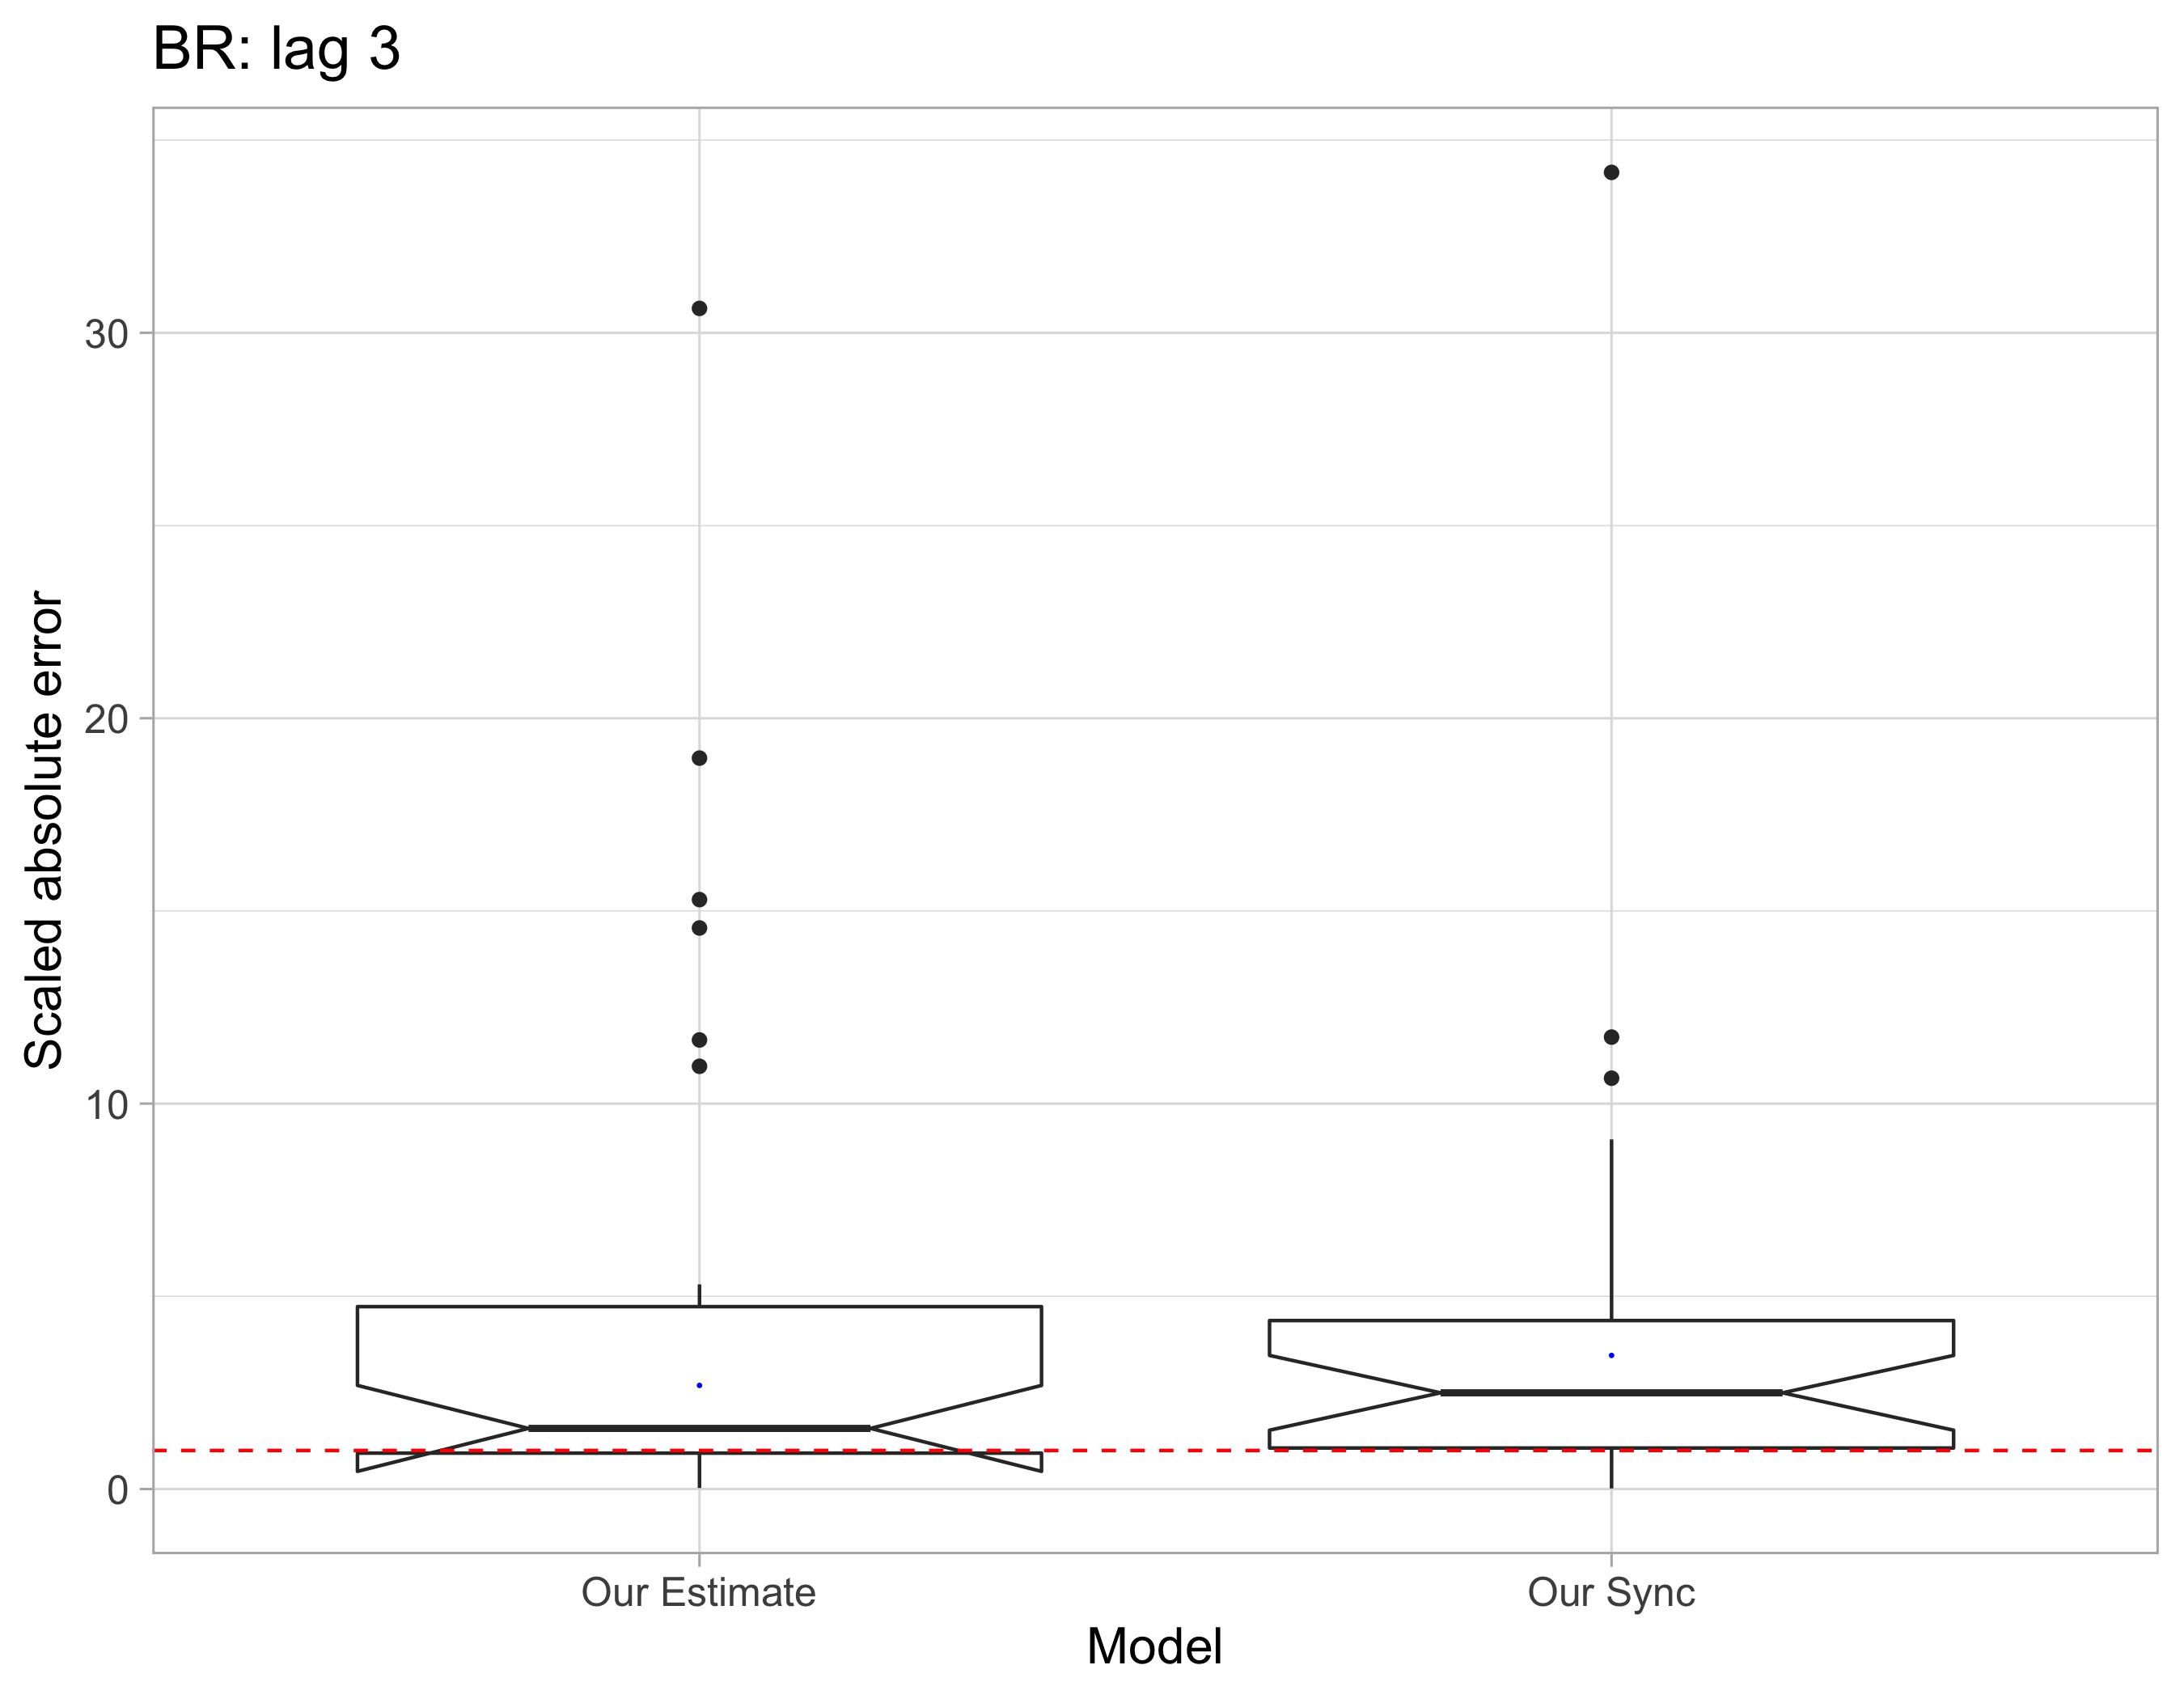 BR: lag 3
Scaled absolute error
30
20
10
0
Our Estimate
Our Sync
Model